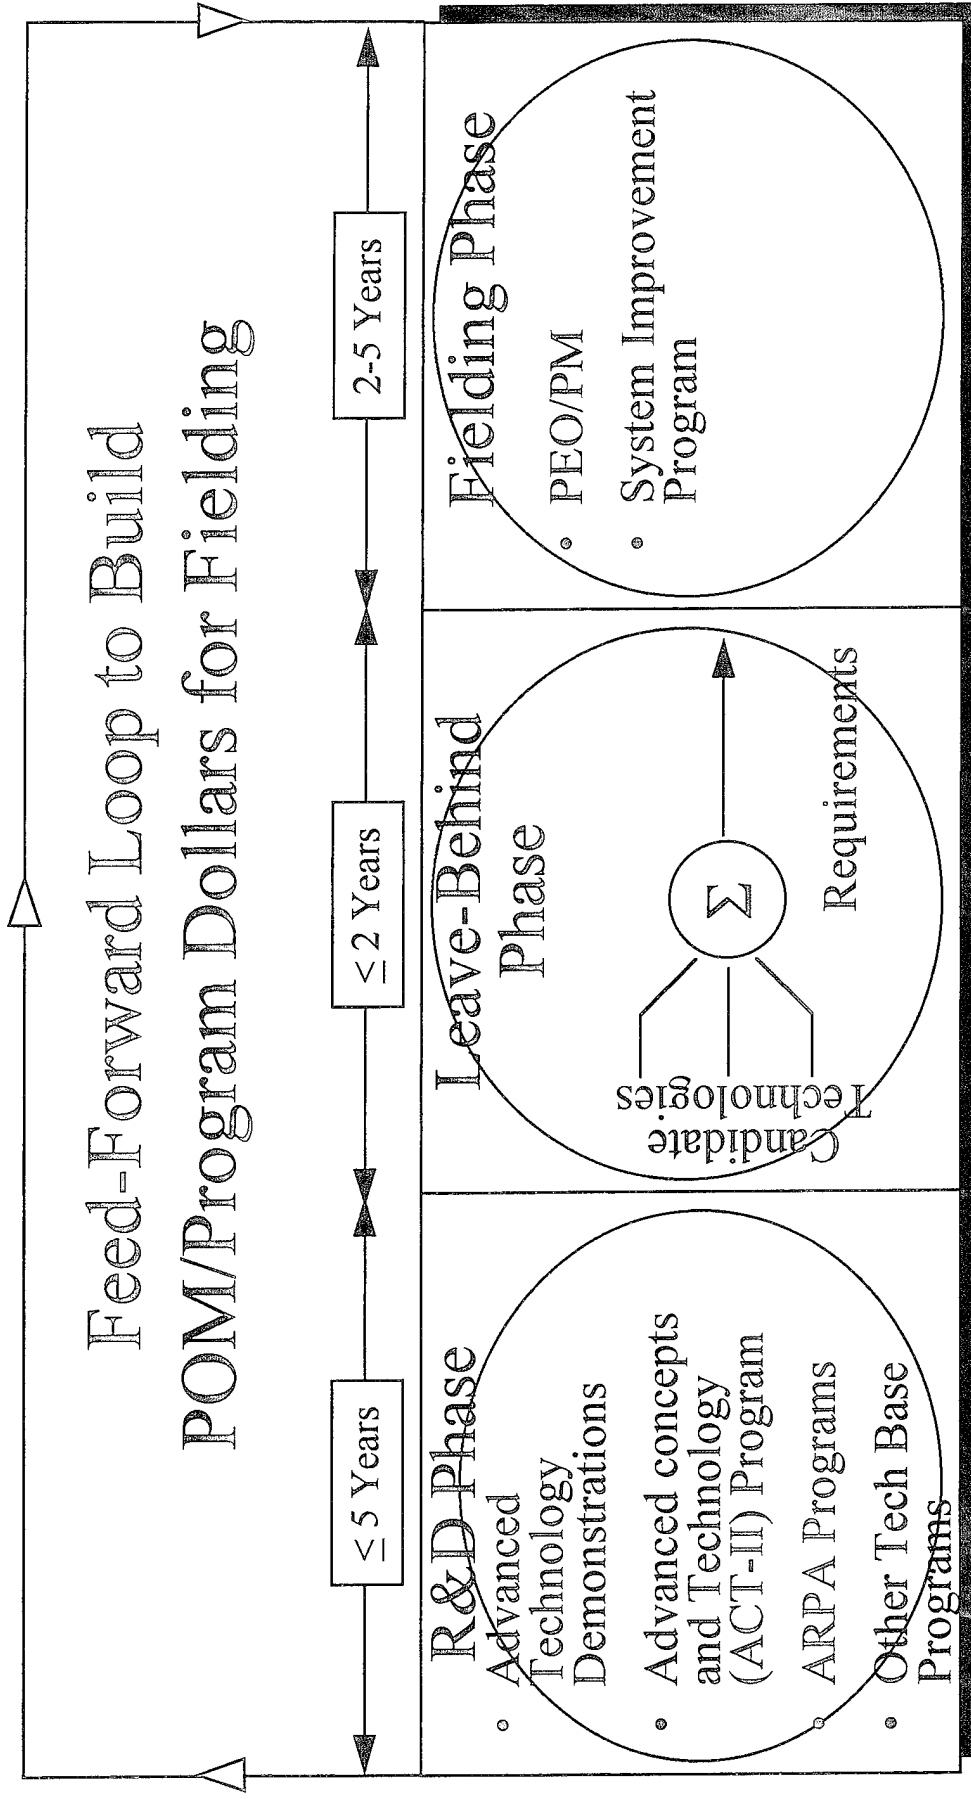 Feed-Forward Loop to Build
POM/Program Dollars for Fielding
≤5 Years
≤2 Years
2-5 Years
R&D Phase
• Advanced
Technology
Demonstrations
• Advanced concepts
and Technology
(ACT-II) Program
• ARPA Programs
• Other Tech Base
Programs
Leave-Behind
Phase
Candidate
Technologies
Σ
Requirements
Fielding Phase
• PEO/PM
• System Improvement
Program